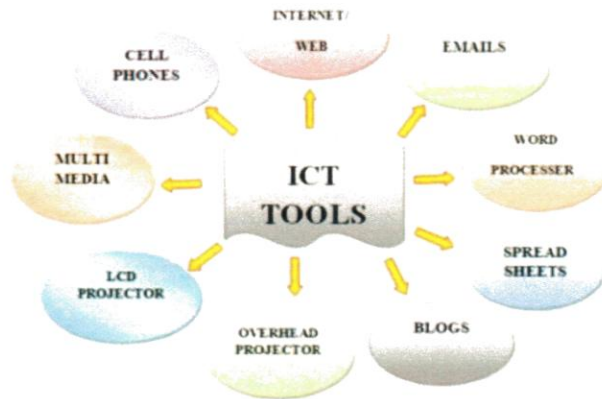 INTERNET/
WEB
EMAILS
CELL
PHONES
WORD
PROCESSER
MULTI
MEDIA
ICT
TOOLS
SPREAD
SHEETS
LCD
PROJECTOR
BLOGS
OVERHEAD
PROJECTOR